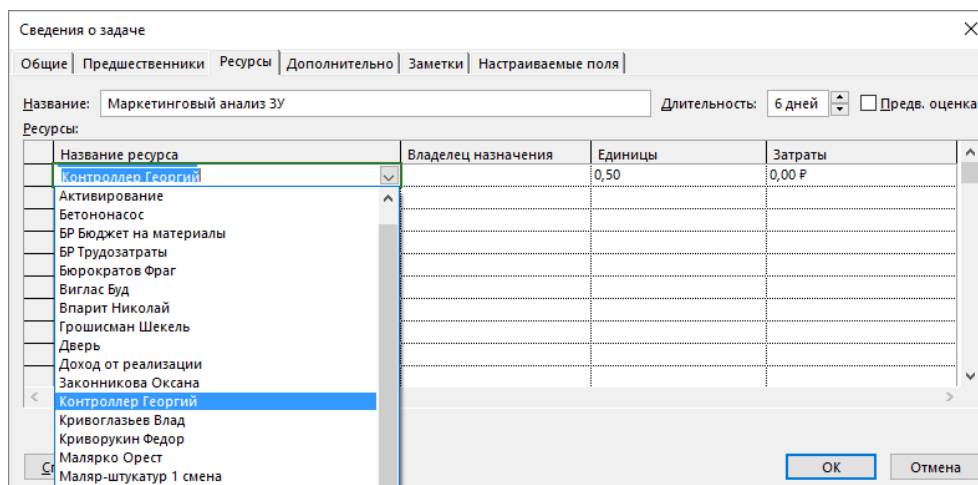 Сведения о задаче
Общие Предшественники Ресурсы Дополнительно Заметки Настраиваемые поля
Название: Маркетинговый анализ ЗУ Длительность: 6 дней Предв. оценка
Ресурсы:
Название ресурса Владелец назначения Единицы Затраты
Контроллер Георгий 0,50 0,00 ₽
Активирование
Бетононасос
БР Бюджет на материалы
БР Трудозатраты
Бюрократов Фраг
Виглас Буд
Впарит Николай
Грошисман Шекель
Дверь
Доход от реализации
Законникова Оксана
Контроллер Георгий
Кривоглазьев Влад
Криворукин Федор
Малярко Орест
Маляр-штукатур 1 смена
ОК Отмена